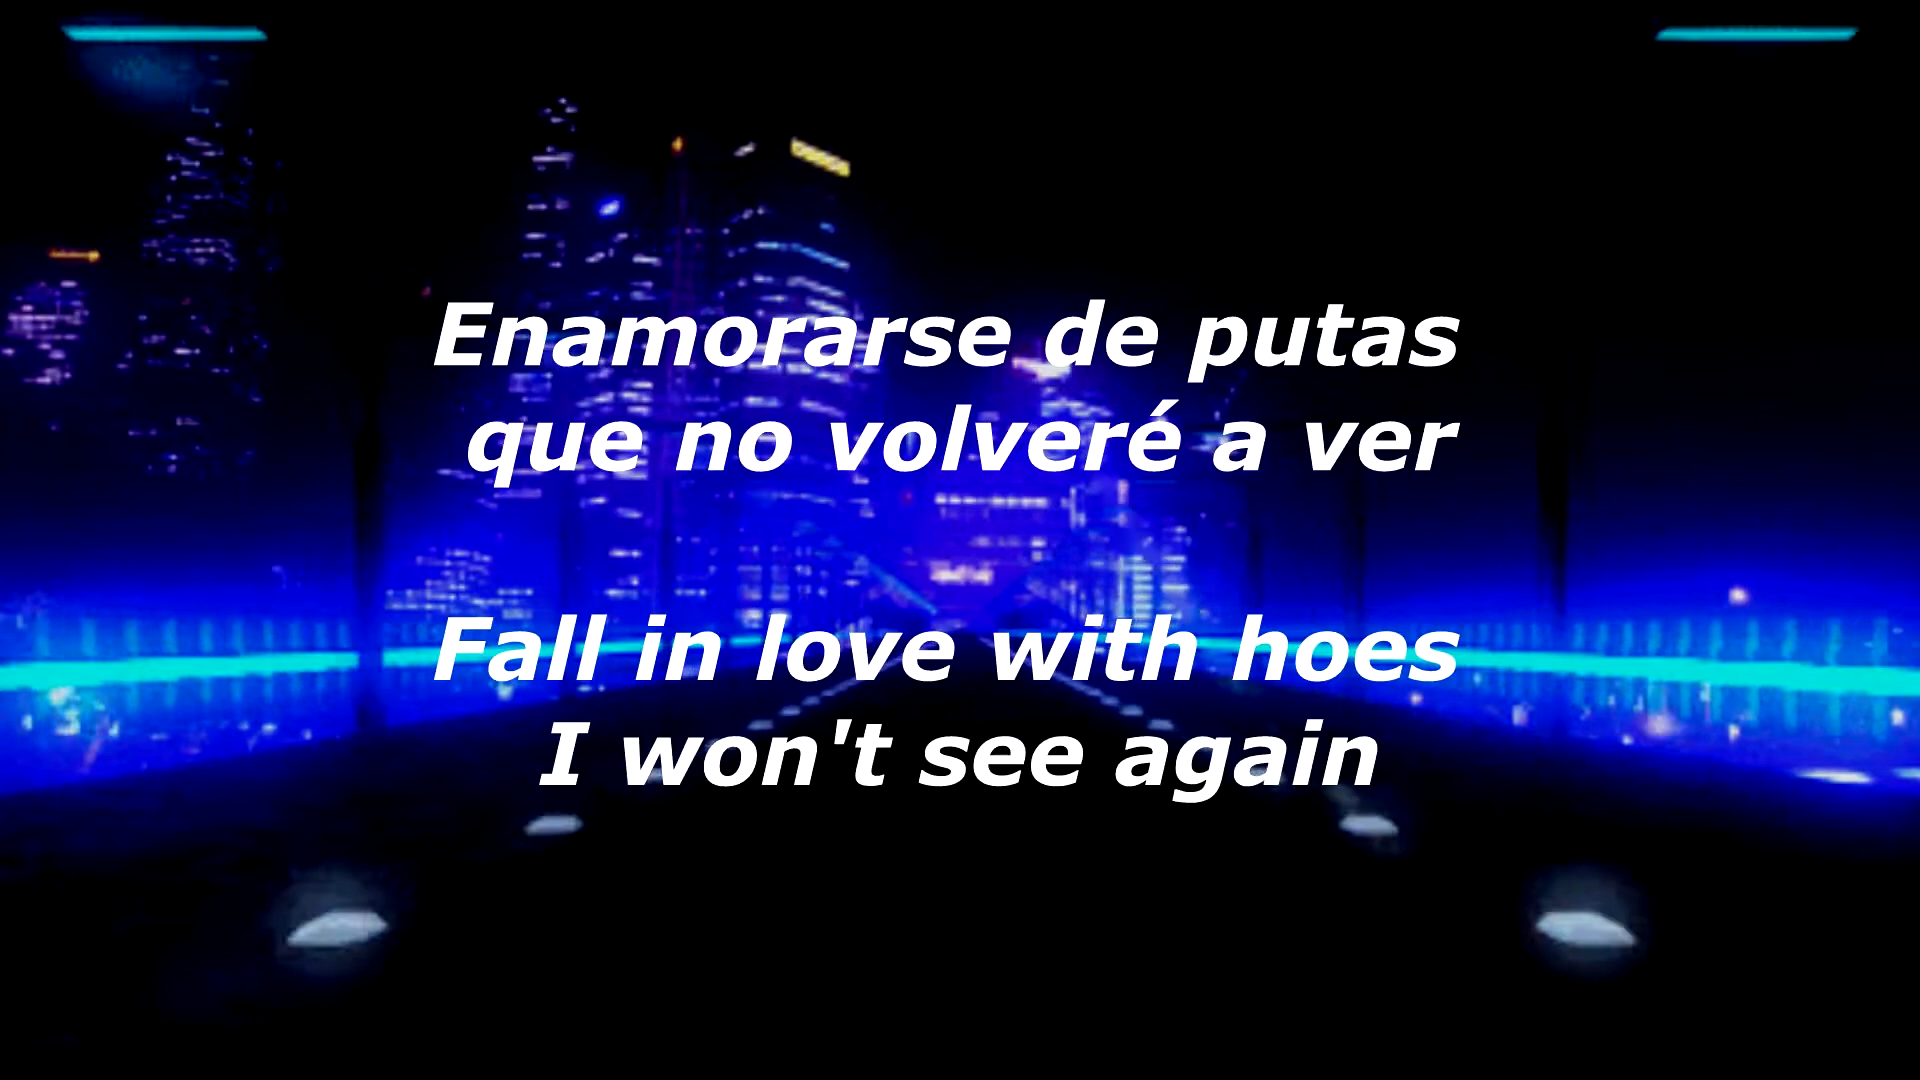 Enamorarse de putas
que no volveré a ver
Fall in love with hoes
I won't see again